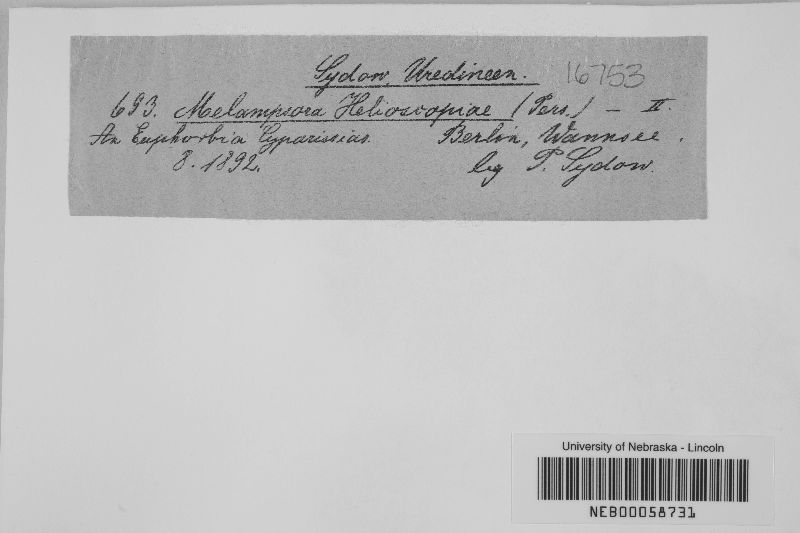 Sydow, Uredineen. 16753
693. Melampsora Helioscopiae (Pers.) – II.
An Euphorbia Cyparissias. Berlin, Wannsee.
8. 1892. leg P. Sydow.
University of Nebraska - Lincoln
NEB00058731